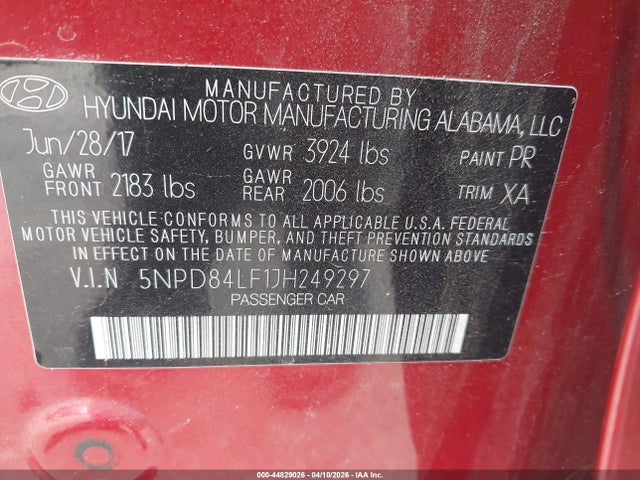 MANUFACTURED BY
HYUNDAI MOTOR MANUFACTURING ALABAMA, LLC
Jun/28/17 GVWR 3924 lbs PAINT PR
GAWR FRONT 2183 lbs GAWR REAR 2006 lbs TRIM XA
THIS VEHICLE CONFORMS TO ALL APPLICABLE U.S.A. FEDERAL
MOTOR VEHICLE SAFETY, BUMPER, AND THEFT PREVENTION STANDARDS
IN EFFECT ON THE DATE OF MANUFACTURE SHOWN ABOVE
V.I.N 5NPD84LF1JH249297
PASSENGER CAR
000-44829026 - 04/10/2026 - IAA, Inc.